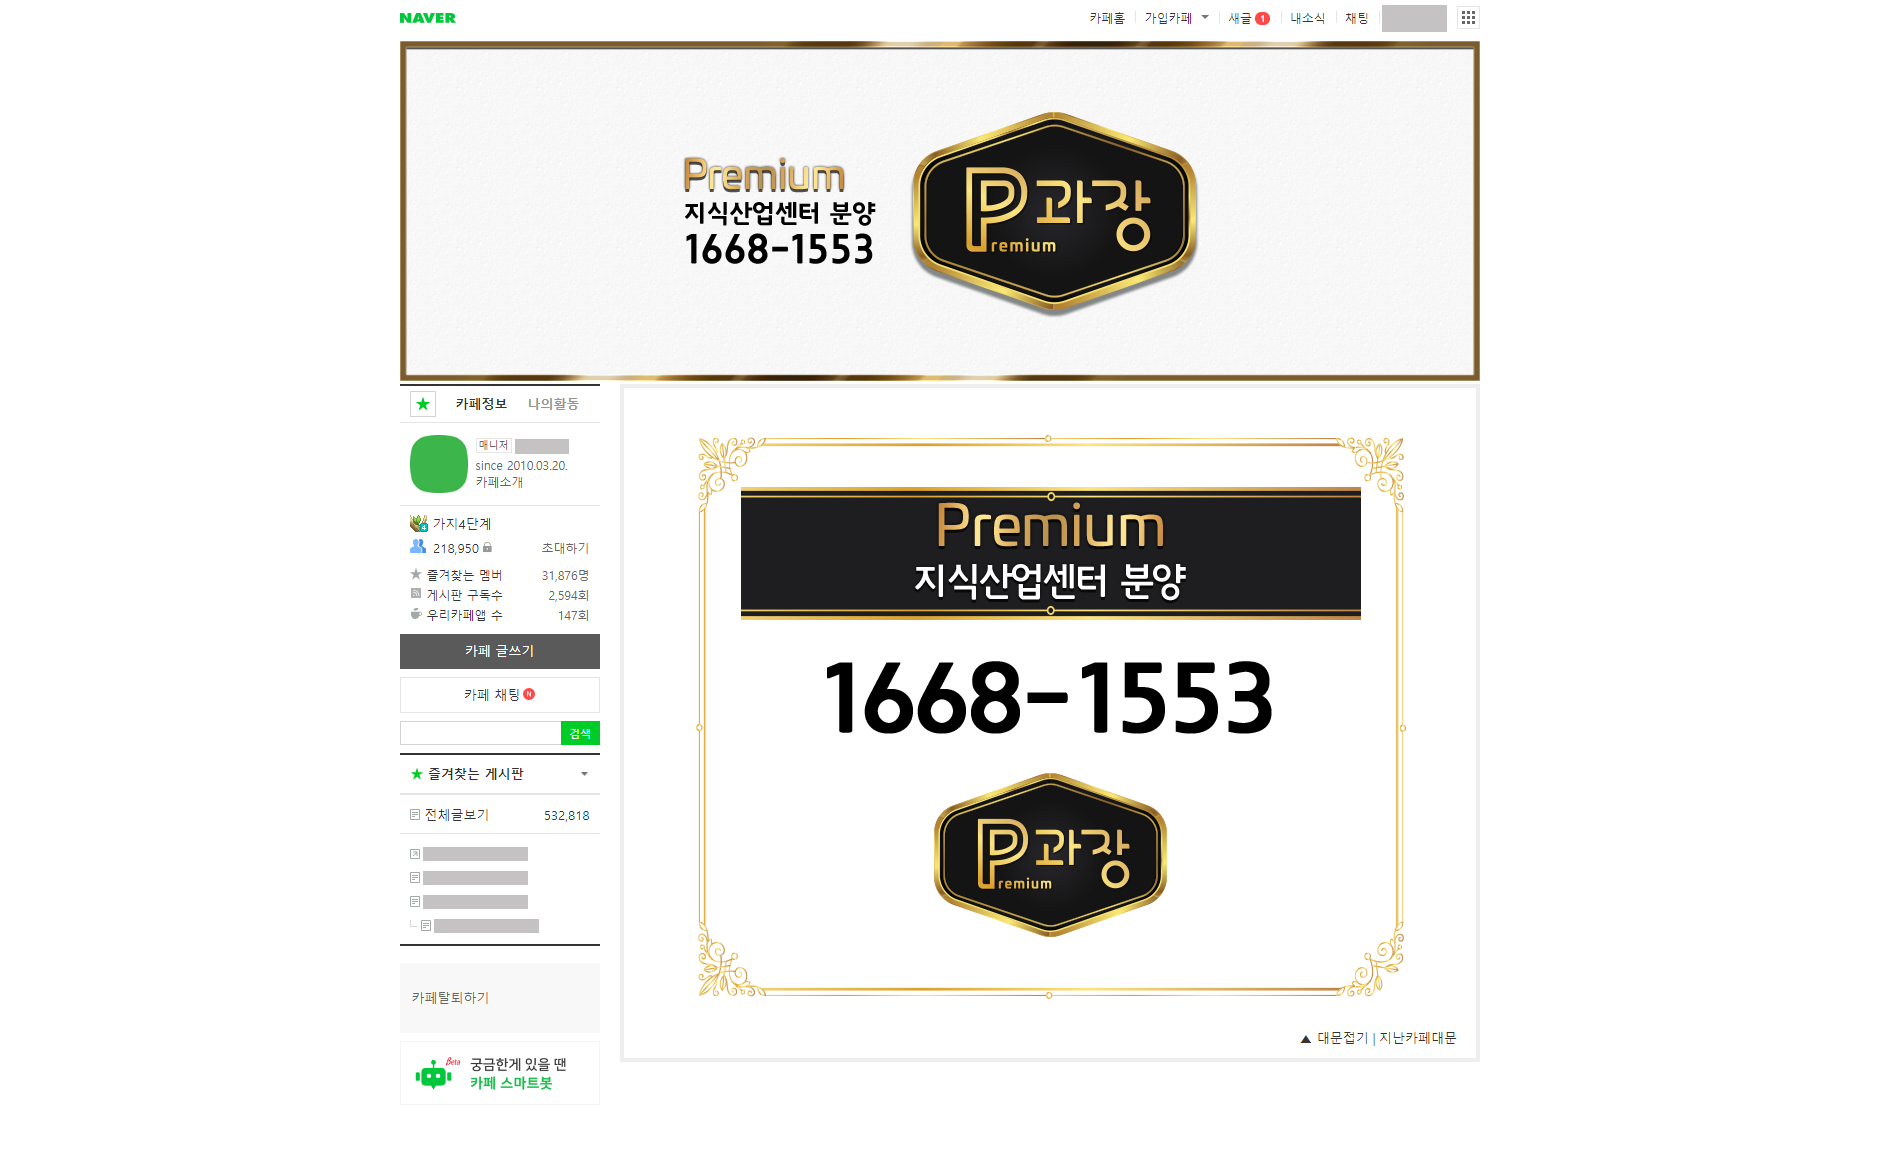 NAVER
카페홈 가입카페 새글 1 내소식 채팅
Premium
지식산업센터 분양
1668-1553
P과장
remium
카페정보 나의활동
매니저
since 2010.03.20.
카페소개
4 가지4단계
218,950 초대하기
즐겨찾는 멤버 31,876명
게시판 구독수 2,594회
우리카페앱 수 147회
카페 글쓰기
카페 채팅 N
검색
즐겨찾는 게시판
전체글보기 532,818
카페탈퇴하기
Beta 궁금한게 있을 땐
카페 스마트봇
Premium
지식산업센터 분양
1668-1553
P과장
remium
▲ 대문접기 | 지난카페대문